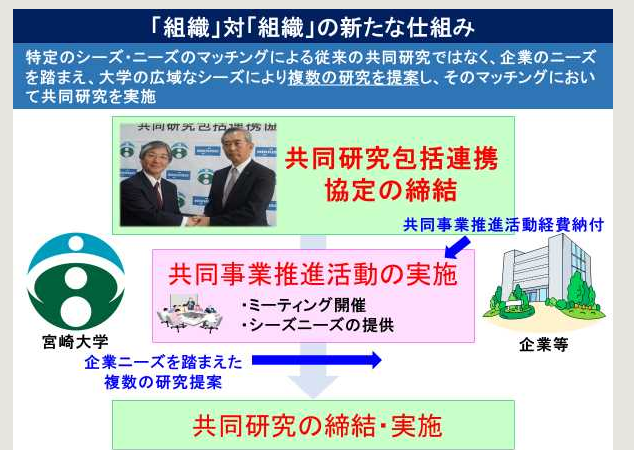 「組織」対「組織」の新たな仕組み
特定のシーズ・ニーズのマッチングによる従来の共同研究ではなく、企業のニーズ
を踏まえ、大学の広域なシーズにより複数の研究を提案し、そのマッチングにおい
て共同研究を実施
共同研究包括連携協
共同研究包括連携
協定の締結
共同事業推進活動経費納付
共同事業推進活動の実施
・ミーティング開催
・シーズニーズの提供
宮崎大学
企業等
企業ニーズを踏まえた
複数の研究提案
共同研究の締結・実施